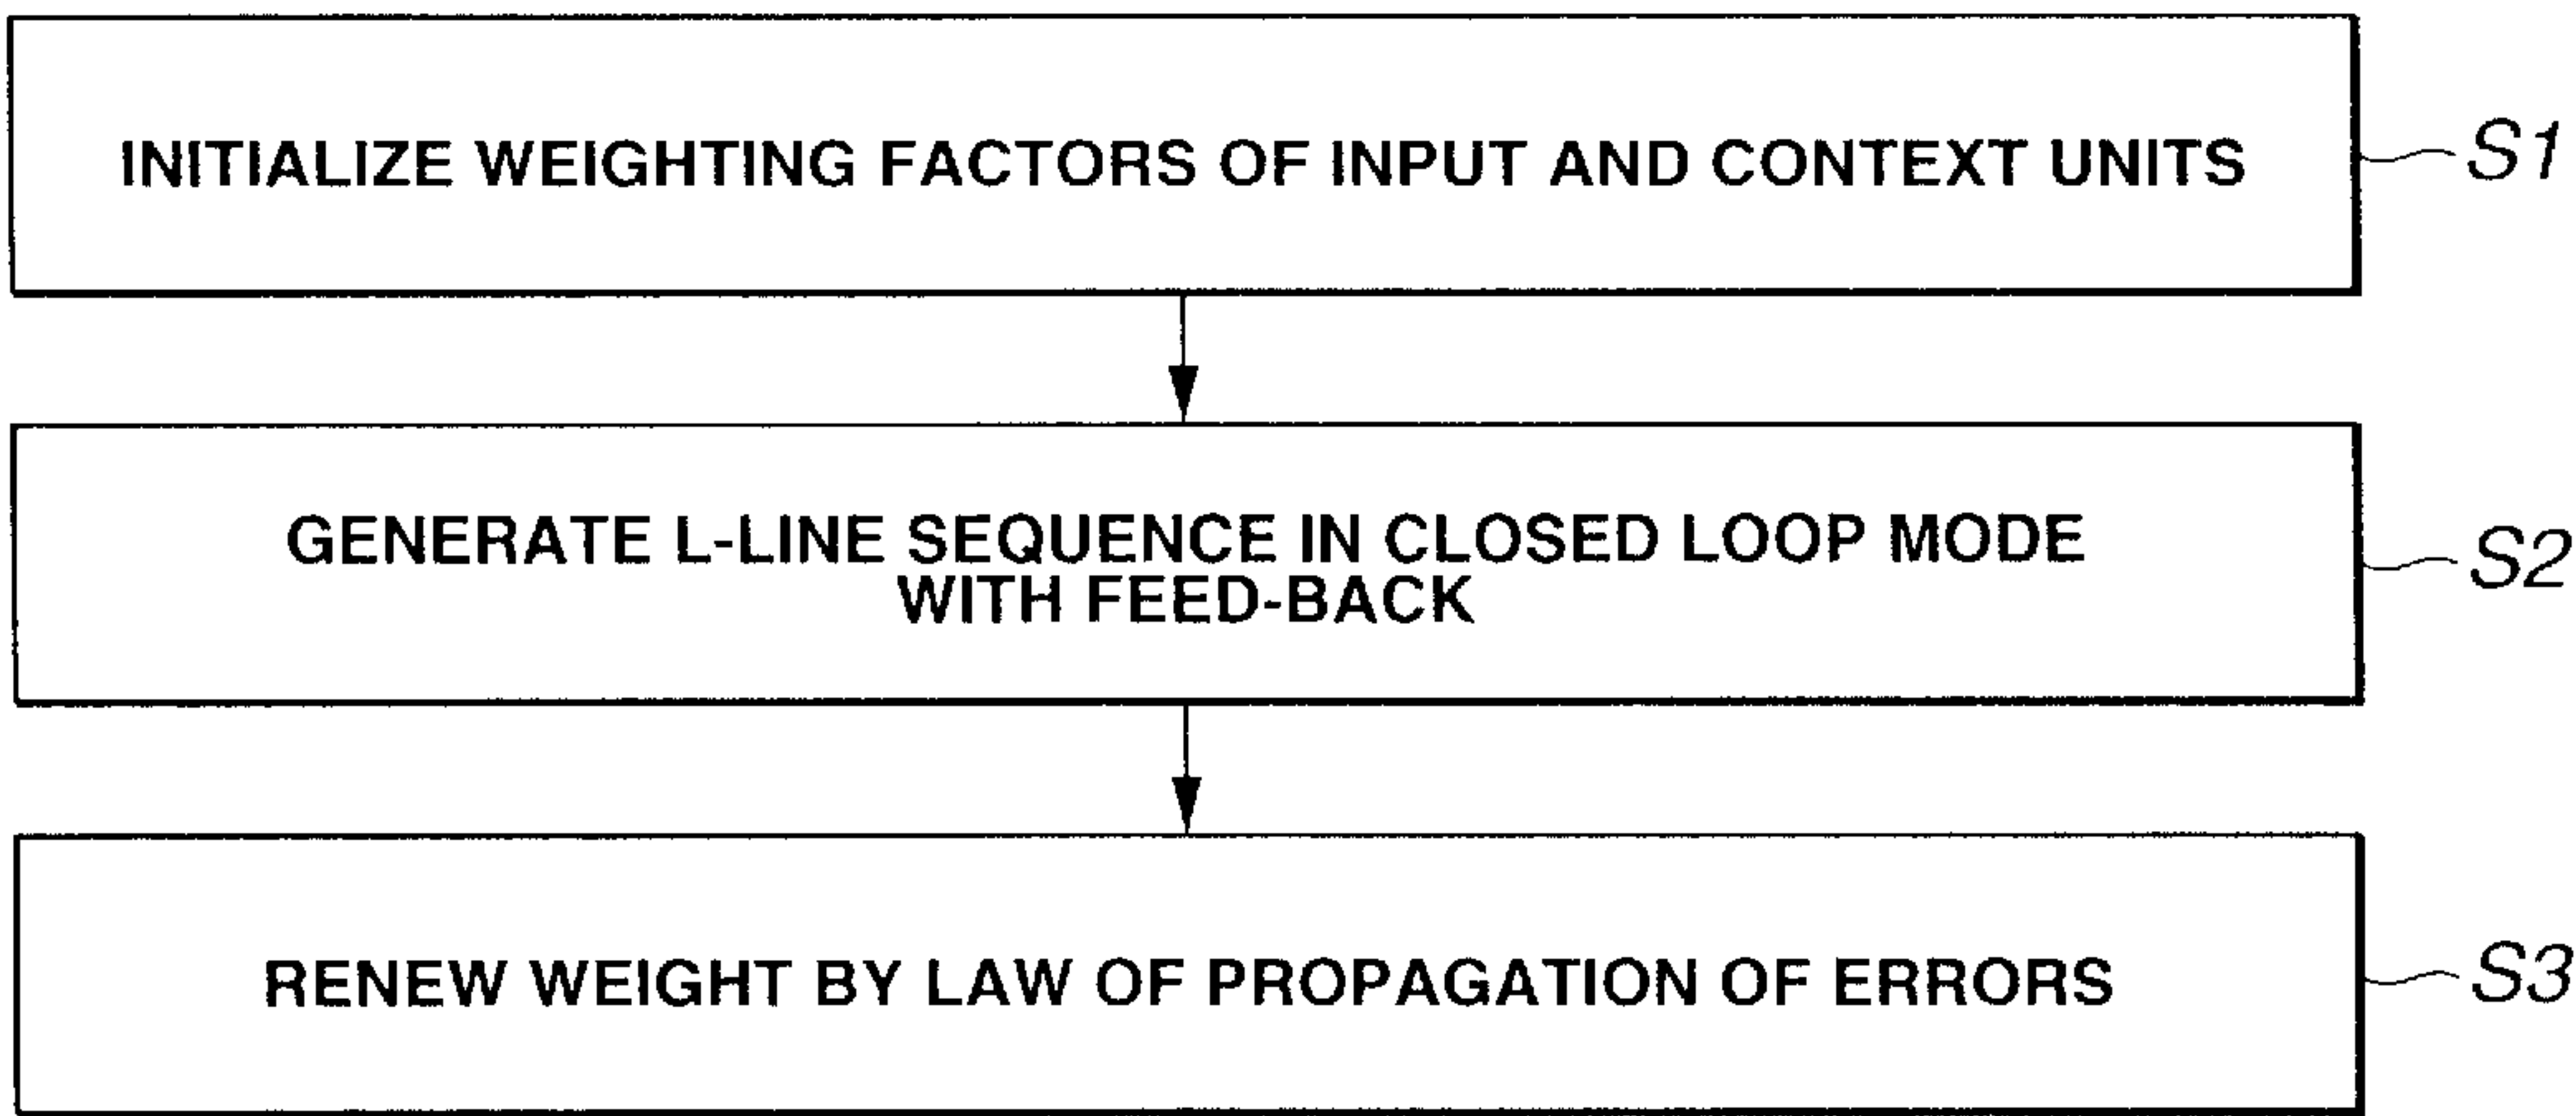 INITIALIZE WEIGHTING FACTORS OF INPUT AND CONTEXT UNITS
S1
GENERATE L-LINE SEQUENCE IN CLOSED LOOP MODE
WITH FEED-BACK
S2
RENEW WEIGHT BY LAW OF PROPAGATION OF ERRORS
S3